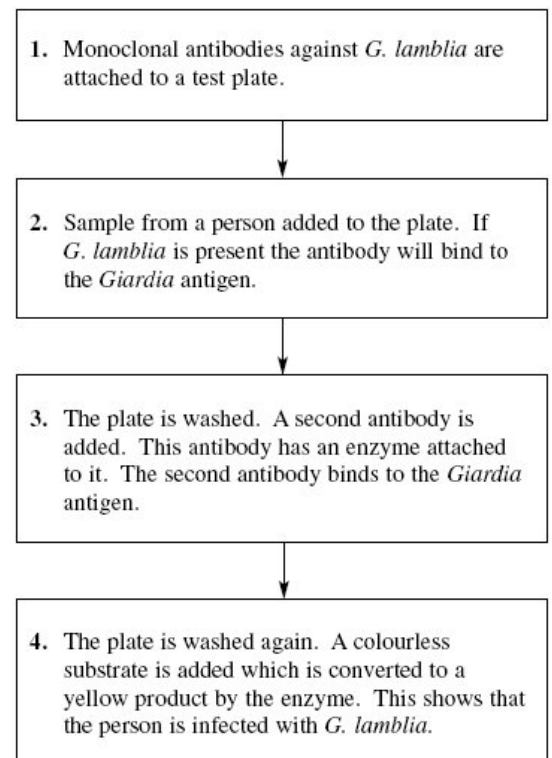 1. Monoclonal antibodies against G. lamblia are
attached to a test plate.
2. Sample from a person added to the plate. If
G. lamblia is present the antibody will bind to
the Giardia antigen.
3. The plate is washed. A second antibody is
added. This antibody has an enzyme attached
to it. The second antibody binds to the Giardia
antigen.
4. The plate is washed again. A colourless
substrate is added which is converted to a
yellow product by the enzyme. This shows that
the person is infected with G. lamblia.